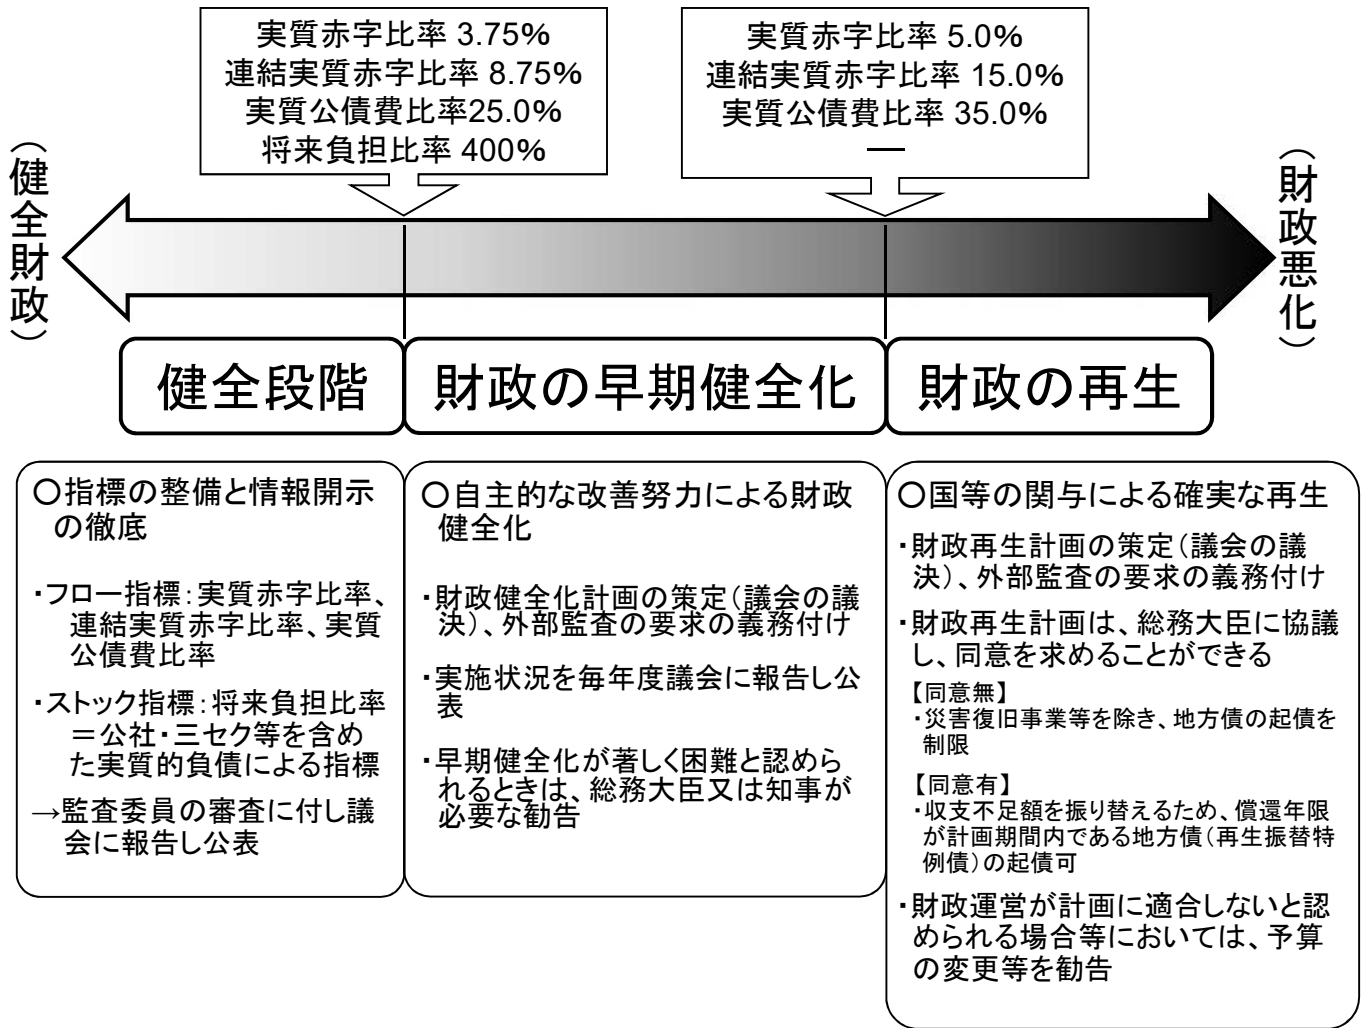 実質赤字比率 3.75%
連結実質赤字比率 8.75%
実質公債費比率25.0%
将来負担比率 400%
実質赤字比率 5.0%
連結実質赤字比率 15.0%
実質公債費比率 35.0%
―
（健全財政）
（財政悪化）
健全段階
財政の早期健全化
財政の再生
○指標の整備と情報開示
の徹底
・フロー指標：実質赤字比率、
連結実質赤字比率、実質
公債費比率
・ストック指標：将来負担比率
＝公社・三セク等を含め
た実質的負債による指標
→監査委員の審査に付し議
会に報告し公表
○自主的な改善努力による財政
健全化
・財政健全化計画の策定（議会の議
決）、外部監査の要求の義務付け
・実施状況を毎年度議会に報告し公
表
・早期健全化が著しく困難と認めら
れるときは、総務大臣又は知事が
必要な勧告
○国等の関与による確実な再生
・財政再生計画の策定（議会の議
決）、外部監査の要求の義務付け
・財政再生計画は、総務大臣に協議
し、同意を求めることができる
【同意無】
・災害復旧事業等を除き、地方債の起債を
制限
【同意有】
・収支不足額を振り替えるため、償還年限
が計画期間内である地方債（再生振替特
例債）の起債可
・財政運営が計画に適合しないと認
められる場合等においては、予算
の変更等を勧告